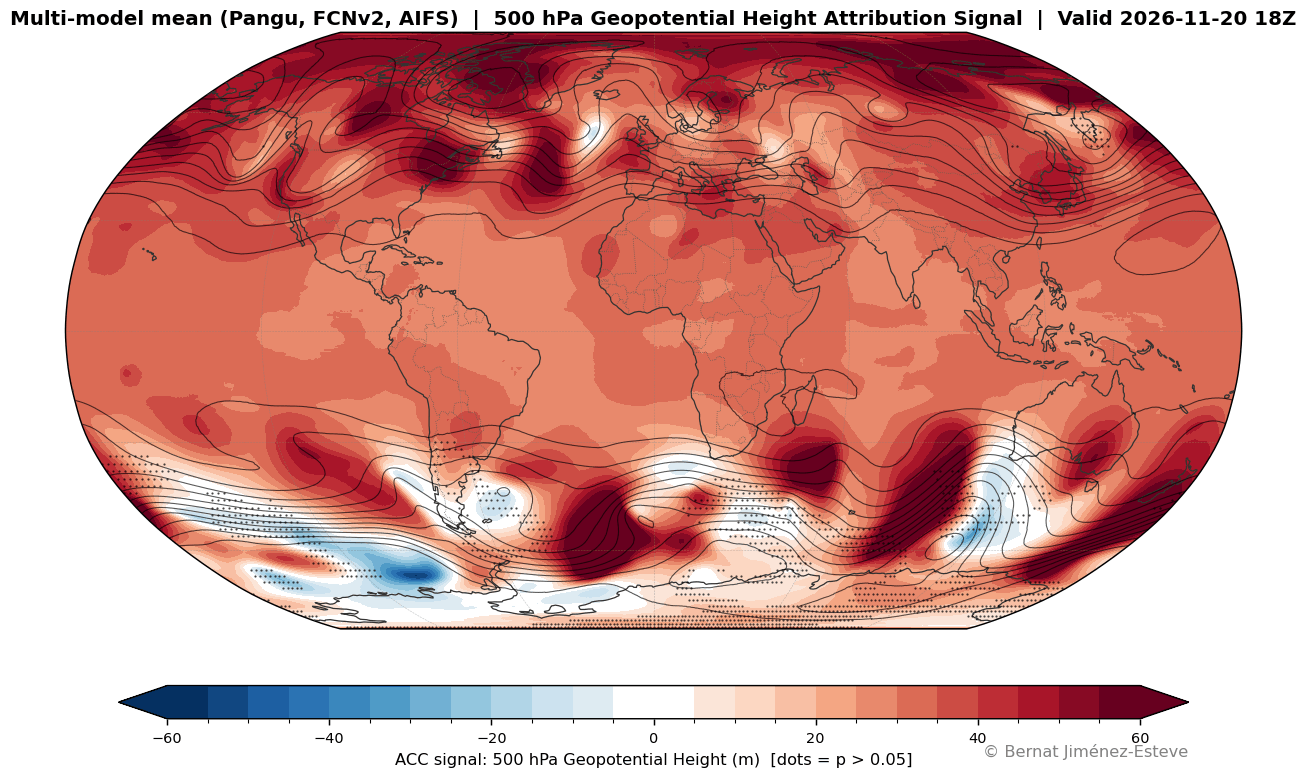 Multi-model mean (Pangu, FCNv2, AIFS)  |  500 hPa Geopotential Height Attribution Signal  |  Valid 2026-11-20 18Z
−60 −40 −20 0 20 40 60
ACC signal: 500 hPa Geopotential Height (m)  [dots = p > 0.05]
© Bernat Jiménez-Esteve